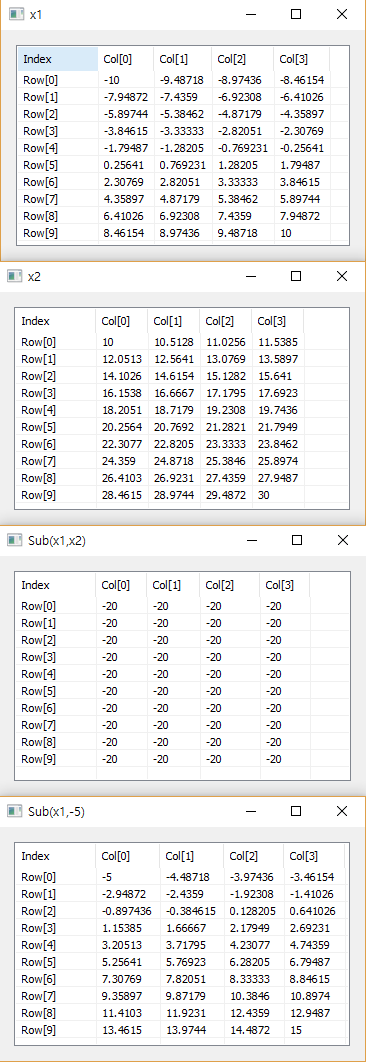 x1
Index Col[0] Col[1] Col[2] Col[3]
Row[0] -10 -9.48718 -8.97436 -8.46154
Row[1] -7.94872 -7.4359 -6.92308 -6.41026
Row[2] -5.89744 -5.38462 -4.87179 -4.35897
Row[3] -3.84615 -3.33333 -2.82051 -2.30769
Row[4] -1.79487 -1.28205 -0.769231 -0.25641
Row[5] 0.25641 0.769231 1.28205 1.79487
Row[6] 2.30769 2.82051 3.33333 3.84615
Row[7] 4.35897 4.87179 5.38462 5.89744
Row[8] 6.41026 6.92308 7.4359 7.94872
Row[9] 8.46154 8.97436 9.48718 10
x2
Index Col[0] Col[1] Col[2] Col[3]
Row[0] 10 10.5128 11.0256 11.5385
Row[1] 12.0513 12.5641 13.0769 13.5897
Row[2] 14.1026 14.6154 15.1282 15.641
Row[3] 16.1538 16.6667 17.1795 17.6923
Row[4] 18.2051 18.7179 19.2308 19.7436
Row[5] 20.2564 20.7692 21.2821 21.7949
Row[6] 22.3077 22.8205 23.3333 23.8462
Row[7] 24.359 24.8718 25.3846 25.8974
Row[8] 26.4103 26.9231 27.4359 27.9487
Row[9] 28.4615 28.9744 29.4872 30
Sub(x1,x2)
Index Col[0] Col[1] Col[2] Col[3]
Row[0] -20 -20 -20 -20
Row[1] -20 -20 -20 -20
Row[2] -20 -20 -20 -20
Row[3] -20 -20 -20 -20
Row[4] -20 -20 -20 -20
Row[5] -20 -20 -20 -20
Row[6] -20 -20 -20 -20
Row[7] -20 -20 -20 -20
Row[8] -20 -20 -20 -20
Row[9] -20 -20 -20 -20
Sub(x1,-5)
Index Col[0] Col[1] Col[2] Col[3]
Row[0] -5 -4.48718 -3.97436 -3.46154
Row[1] -2.94872 -2.4359 -1.92308 -1.41026
Row[2] -0.897436 -0.384615 0.128205 0.641026
Row[3] 1.15385 1.66667 2.17949 2.69231
Row[4] 3.20513 3.71795 4.23077 4.74359
Row[5] 5.25641 5.76923 6.28205 6.79487
Row[6] 7.30769 7.82051 8.33333 8.84615
Row[7] 9.35897 9.87179 10.3846 10.8974
Row[8] 11.4103 11.9231 12.4359 12.9487
Row[9] 13.4615 13.9744 14.4872 15